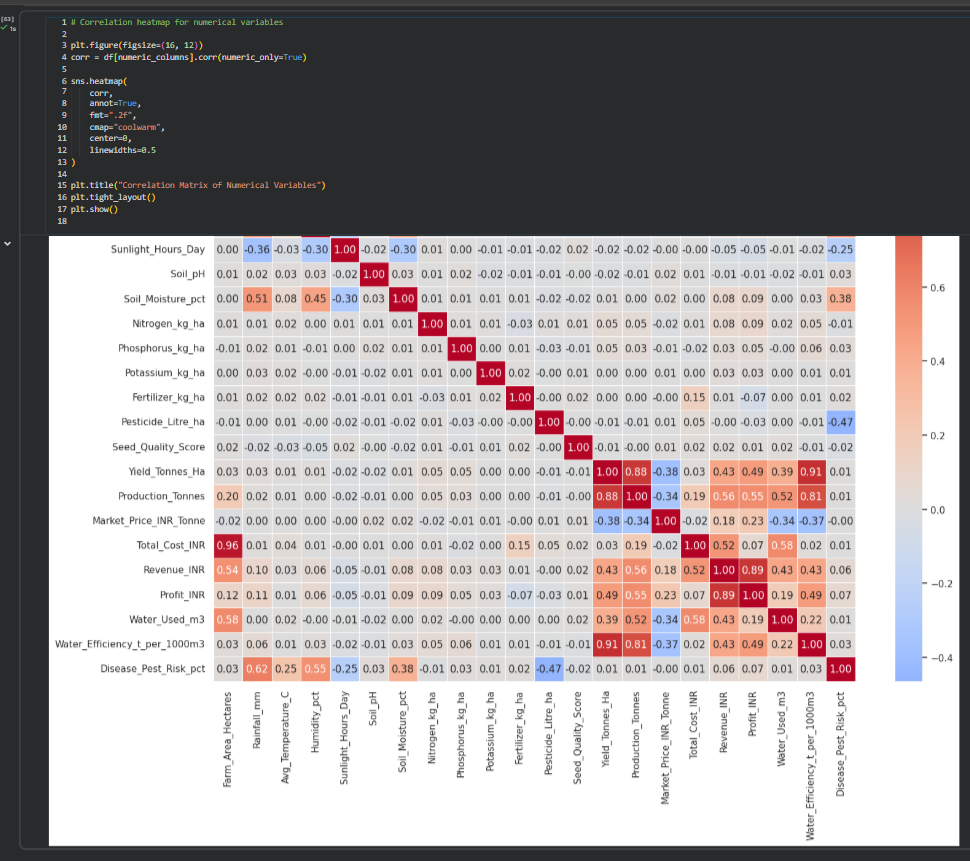 [63]
1s
1 # Correlation heatmap for numerical variables
2
3 plt.figure(figsize=(16, 12))
4 corr = df[numeric_columns].corr(numeric_only=True)
5
6 sns.heatmap(
7 corr,
8 annot=True,
9 fmt=".2f",
10 cmap="coolwarm",
11 center=0,
12 linewidths=0.5
13 )
14
15 plt.title("Correlation Matrix of Numerical Variables")
16 plt.tight_layout()
17 plt.show()
18
Sunlight_Hours_Day 0.00 -0.36 -0.03 -0.30 1.00 -0.02 -0.30 0.01 0.00 -0.01 -0.01 -0.02 0.02 -0.02 -0.02 -0.00 -0.00 -0.05 -0.05 -0.01 -0.02 -0.25
Soil_pH 0.01 0.02 0.03 0.03 -0.02 1.00 0.03 0.01 0.02 -0.02 -0.01 -0.01 -0.00 -0.02 -0.01 0.02 0.01 -0.01 -0.01 -0.02 -0.01 0.03
Soil_Moisture_pct 0.00 0.51 0.08 0.45 -0.30 0.03 1.00 0.01 0.01 0.01 0.01 -0.02 -0.02 0.01 0.00 0.02 0.00 0.08 0.09 0.00 0.03 0.38
Nitrogen_kg_ha 0.01 0.01 0.02 0.00 0.01 0.01 0.01 1.00 0.01 0.01 -0.03 0.01 0.01 0.05 0.05 -0.02 0.01 0.08 0.09 0.02 0.05 -0.01
Phosphorus_kg_ha -0.01 0.02 0.01 -0.01 0.00 0.02 0.01 0.01 1.00 0.00 0.01 -0.03 -0.01 0.05 0.03 -0.01 -0.02 0.03 0.05 -0.00 0.06 0.03
Potassium_kg_ha 0.00 0.03 0.02 -0.00 -0.01 -0.02 0.01 0.01 0.00 1.00 0.02 -0.00 0.01 0.00 0.00 0.01 0.00 0.03 0.03 0.01 0.00 0.01
Fertilizer_kg_ha 0.01 0.02 0.02 0.02 -0.01 -0.01 0.01 -0.03 0.01 0.02 1.00 -0.00 0.02 0.00 0.00 -0.00 0.15 0.01 -0.07 0.00 0.01 0.02
Pesticide_Litre_ha -0.01 0.00 0.01 -0.00 -0.02 -0.01 -0.02 0.01 -0.03 -0.00 -0.00 1.00 -0.00 -0.01 -0.01 0.01 0.05 -0.00 -0.03 0.00 -0.01 -0.47
Seed_Quality_Score 0.02 -0.02 -0.03 -0.05 0.02 -0.00 -0.02 0.01 -0.01 0.01 0.02 -0.00 1.00 -0.01 -0.00 0.01 0.02 0.02 0.01 0.02 -0.01 -0.02
Yield_Tonnes_Ha 0.03 0.03 0.01 0.01 -0.02 -0.02 0.01 0.05 0.05 0.00 0.00 -0.01 -0.01 1.00 0.88 -0.38 0.03 0.43 0.49 0.39 0.91 0.01
Production_Tonnes 0.20 0.02 0.01 0.00 -0.02 -0.01 0.00 0.05 0.03 0.00 0.00 -0.01 -0.00 0.88 1.00 -0.34 0.19 0.56 0.55 0.52 0.81 0.01
Market_Price_INR_Tonne -0.02 0.00 0.00 0.00 -0.00 0.02 0.02 -0.02 -0.01 0.01 -0.00 0.01 0.01 -0.38 -0.34 1.00 -0.02 0.18 0.23 -0.34 -0.37 -0.00
Total_Cost_INR 0.96 0.01 0.04 0.01 -0.00 0.01 0.00 0.01 -0.02 0.00 0.15 0.05 0.02 0.03 0.19 -0.02 1.00 0.52 0.07 0.58 0.02 0.01
Revenue_INR 0.54 0.10 0.03 0.06 -0.05 -0.01 0.08 0.08 0.03 0.03 0.01 -0.00 0.02 0.43 0.56 0.18 0.52 1.00 0.89 0.43 0.43 0.06
Profit_INR 0.12 0.11 0.01 0.06 -0.05 -0.01 0.09 0.09 0.05 0.03 -0.07 -0.03 0.01 0.49 0.55 0.23 0.07 0.89 1.00 0.19 0.49 0.07
Water_Used_m3 0.58 0.00 0.02 -0.00 -0.01 -0.02 0.00 0.02 -0.00 0.01 0.00 0.00 0.02 0.39 0.52 -0.34 0.58 0.43 0.19 1.00 0.22 0.01
Water_Efficiency_t_per_1000m3 0.03 0.06 0.01 0.03 -0.02 -0.01 0.03 0.05 0.06 0.00 0.01 -0.01 -0.01 0.91 0.81 -0.37 0.02 0.43 0.49 0.22 1.00 0.03
Disease_Pest_Risk_pct 0.03 0.62 0.25 0.55 -0.25 0.03 0.38 -0.01 0.03 0.01 0.02 -0.47 -0.02 0.01 0.01 -0.00 0.01 0.06 0.07 0.01 0.03 1.00
Farm_Area_Hectares
Rainfall_mm
Avg_Temperature_C
Humidity_pct
Sunlight_Hours_Day
Soil_pH
Soil_Moisture_pct
Nitrogen_kg_ha
Phosphorus_kg_ha
Potassium_kg_ha
Fertilizer_kg_ha
Pesticide_Litre_ha
Seed_Quality_Score
Yield_Tonnes_Ha
Production_Tonnes
Market_Price_INR_Tonne
Total_Cost_INR
Revenue_INR
Profit_INR
Water_Used_m3
Water_Efficiency_t_per_1000m3
Disease_Pest_Risk_pct
0.6
0.4
0.2
0.0
−0.2
−0.4